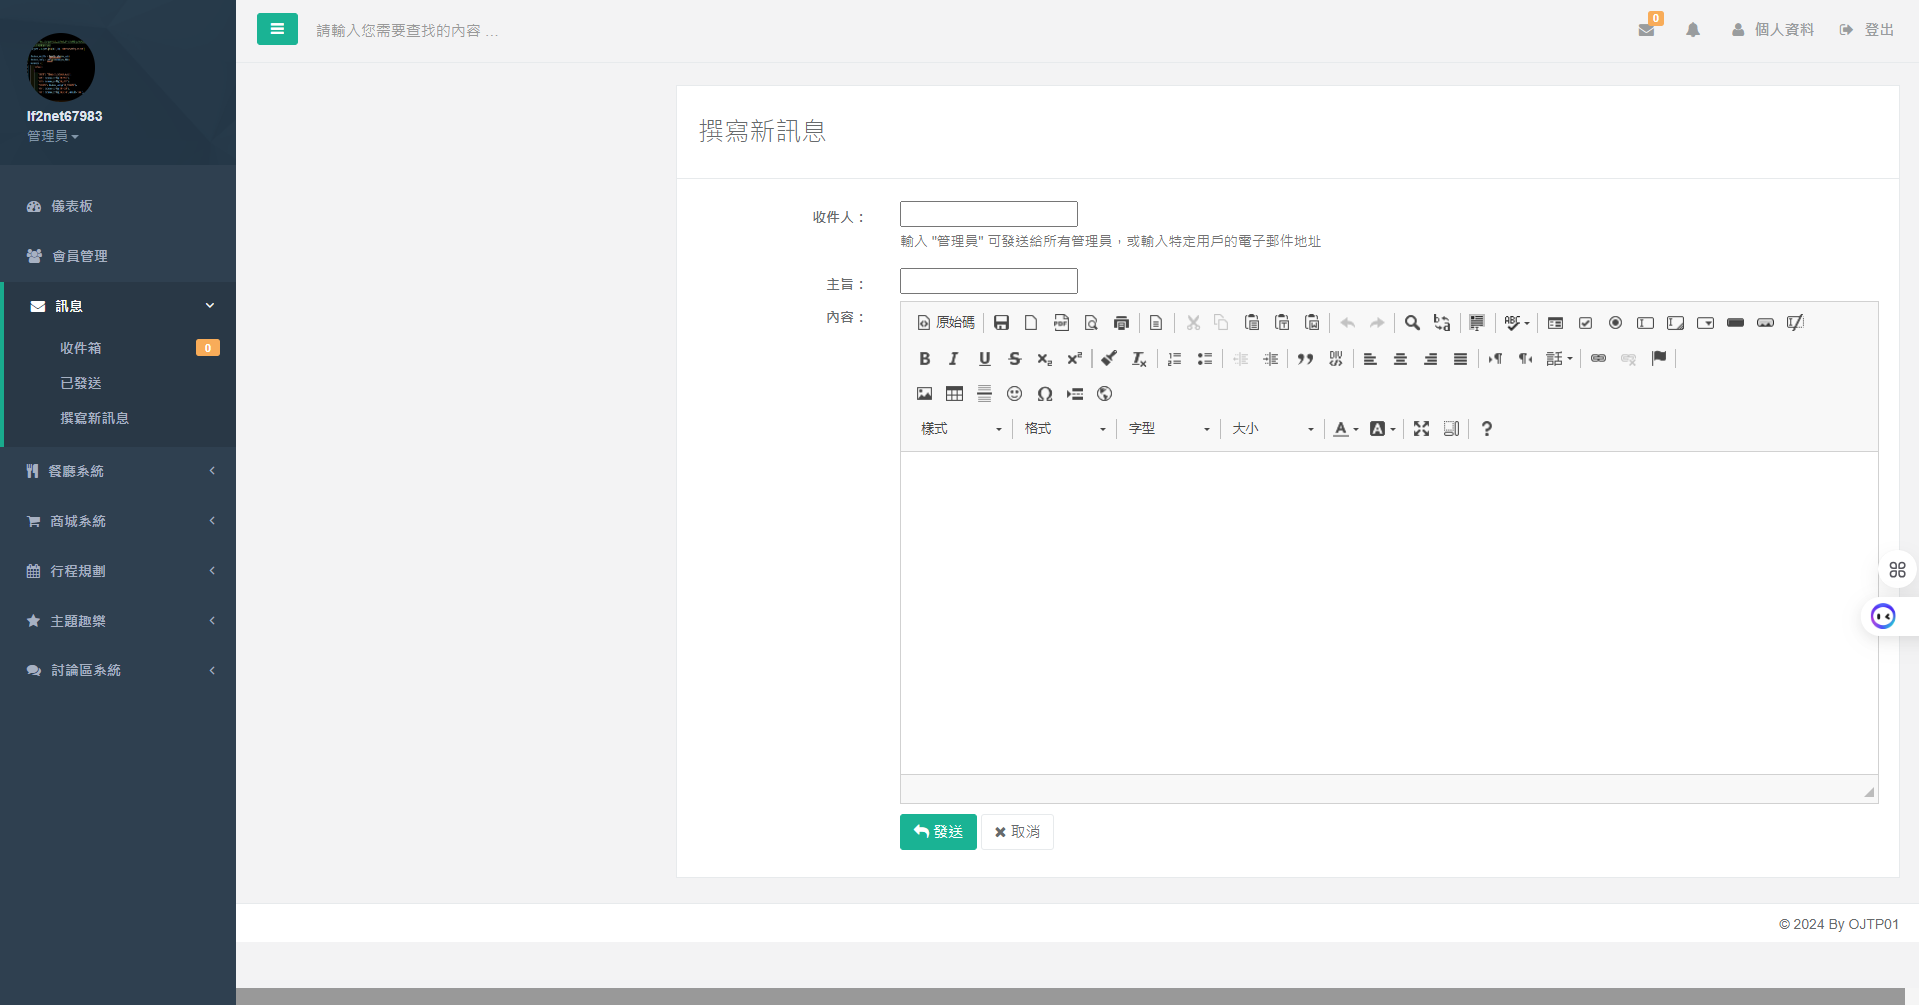 lf2net67983
管理員
儀表板
會員管理
訊息
收件箱 0
已發送
撰寫新訊息
餐廳系統
商城系統
行程規劃
主題趣樂
討論區系統
請輸入您需要查找的內容 ...
0
個人資料
登出
撰寫新訊息
收件人：
輸入 "管理員" 可發送給所有管理員，或輸入特定用戶的電子郵件地址
主旨：
內容：
原始碼
樣式 格式 字型 大小
發送 取消
© 2024 By OJTP01